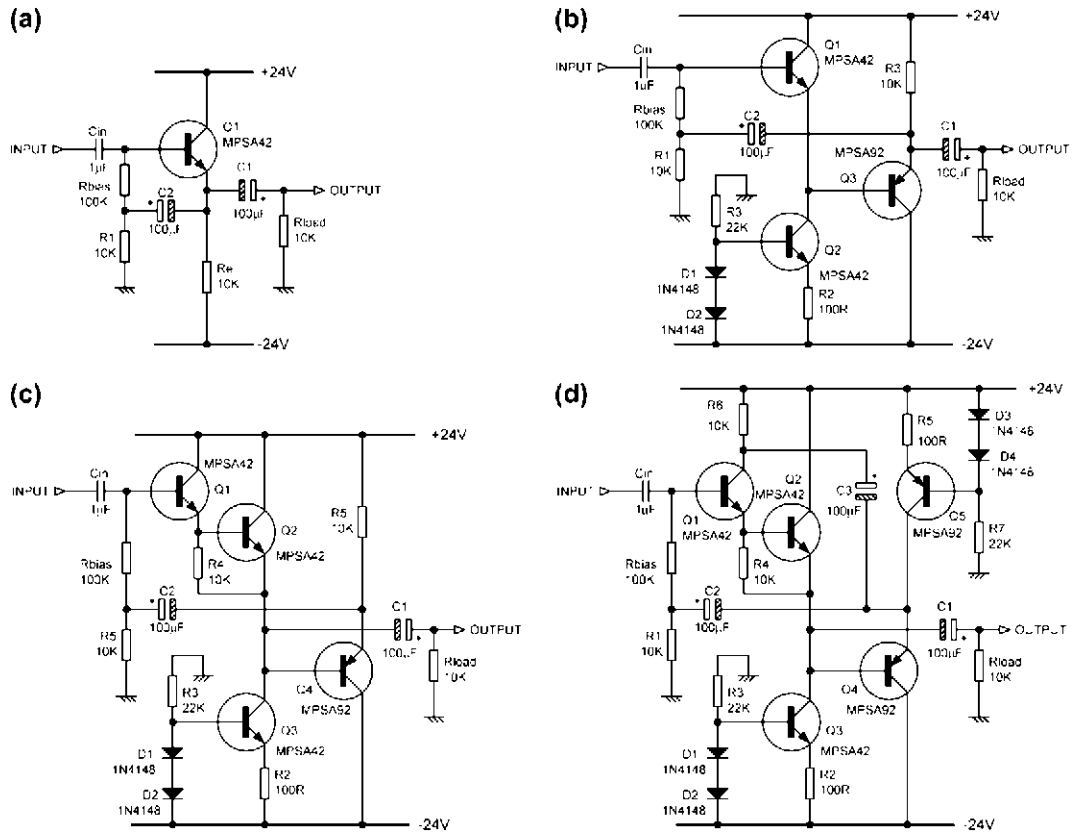 (a)
+24V
Cin
Q1
MPSA42
INPUT
1µF
Rbias
100K
C2
C1
OUTPUT
100µF
100µF
Rload
10K
R1
10K
Re
10K
-24V
(b)
+24V
Q1
MPSA42
Cin
INPUT
1uF
R3
10K
Rbias
100K
C2
100µF
C1
MPSA92
OUTPUT
100µF
R1
10K
Q3
Rload
10K
R3
22K
Q2
D1
MPSA42
1N4148
R2
100R
D2
1N4148
-24V
(c)
+24V
MPSA42
Cin
INPUT
Q1
1uF
Q2
R5
10K
MPSA42
Rbias
100K
R4
10K
C2
100µF
C1
OUTPUT
R5
10K
100µF
Rload
10K
R3
22K
Q4
MPSA92
Q3
D1
MPSA42
1N4148
R2
100R
D2
1N4148
-24V
(d)
+24V
R6
10K
R5
100R
D3
1N4148
Cin
Q2
D4
INPUT
MPSA42
C3
1N4148
1uF
Q1
100µF
Q5
MPSA42
MPSA92
R7
22K
Rbias
100K
R4
10K
C2
100µF
C1
OUTPUT
R1
10K
100µF
Rload
10K
R3
22K
Q4
MPSA92
Q3
D1
MPSA42
1N4148
R2
100R
D2
1N4148
-24V